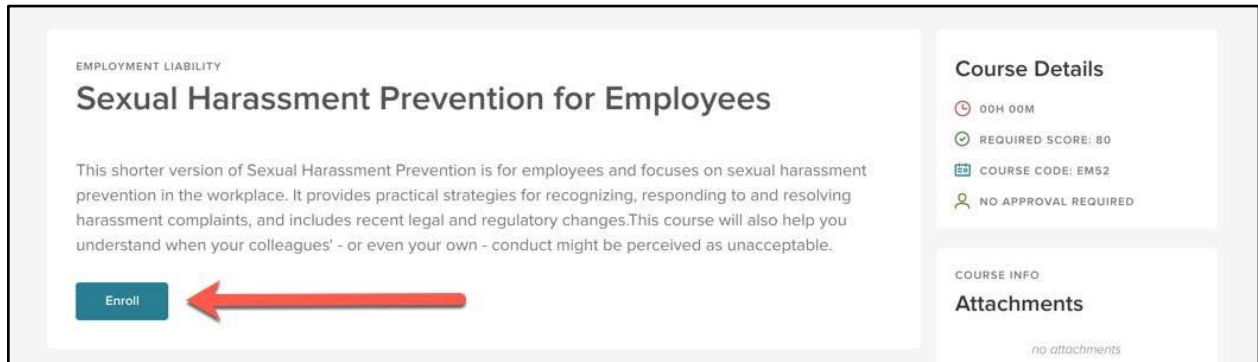 EMPLOYMENT LIABILITY
Sexual Harassment Prevention for Employees
This shorter version of Sexual Harassment Prevention is for employees and focuses on sexual harassment
prevention in the workplace. It provides practical strategies for recognizing, responding to and resolving
harassment complaints, and includes recent legal and regulatory changes.This course will also help you
understand when your colleagues' - or even your own - conduct might be perceived as unacceptable.
Enroll
Course Details
00H 00M
REQUIRED SCORE: 80
COURSE CODE: EM52
NO APPROVAL REQUIRED
COURSE INFO
Attachments
no attachments